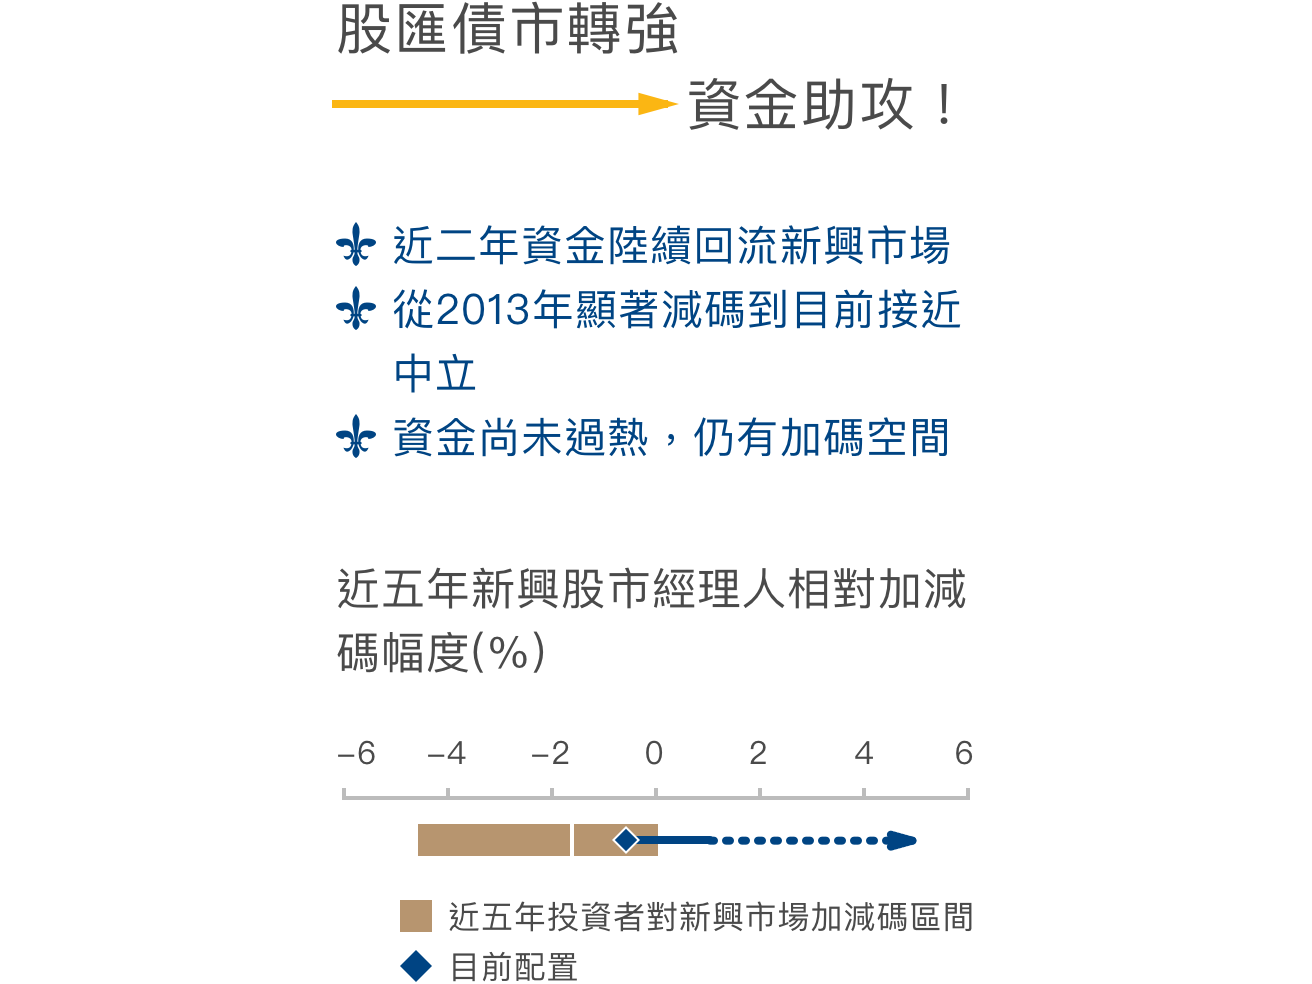 股匯債市轉強
資金助攻！
近二年資金陸續回流新興市場
從2013年顯著減碼到目前接近
中立
資金尚未過熱，仍有加碼空間
近五年新興股市經理人相對加減
碼幅度(%)
−6 −4 −2 0 2 4 6
近五年投資者對新興市場加減碼區間
目前配置